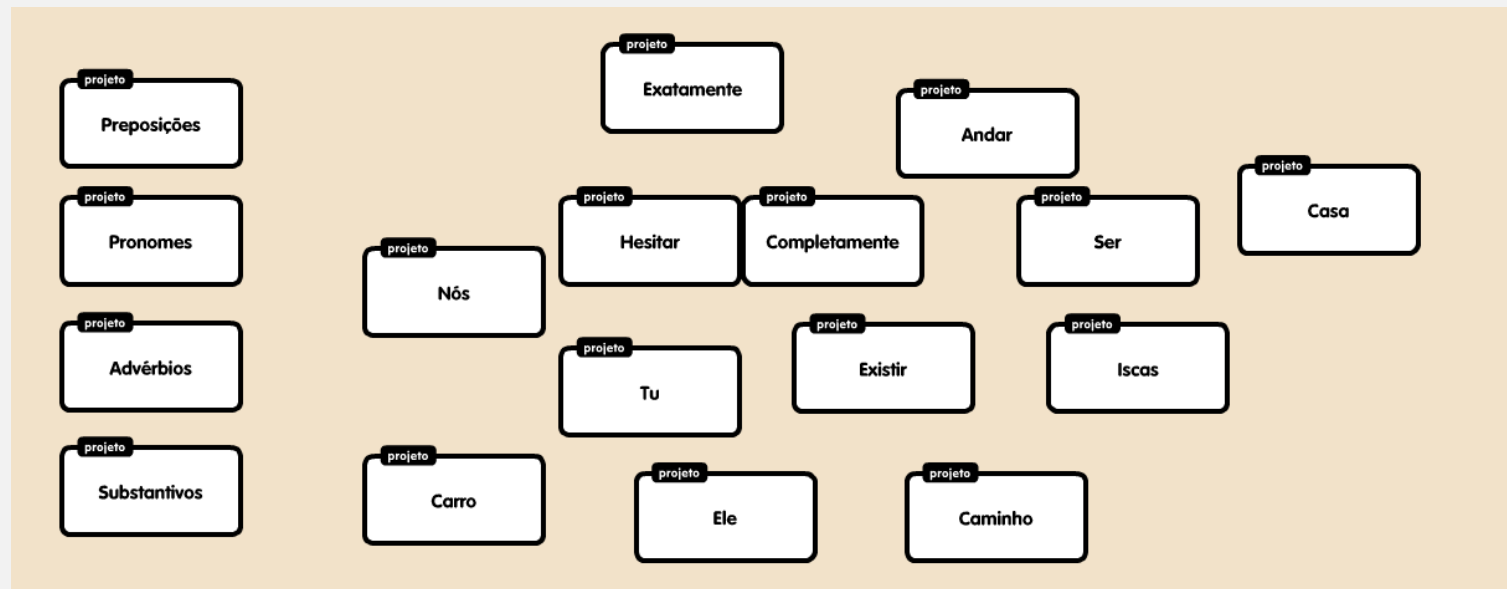 projeto
Exatamente
projeto
Preposições
projeto
Andar
projeto
Casa
projeto
Pronomes
projeto
Hesitar
projeto
Completamente
projeto
Ser
projeto
Nós
projeto
Advérbios
projeto
Existir
projeto
Iscas
projeto
Tu
projeto
Substantivos
projeto
Carro
projeto
Ele
projeto
Caminho